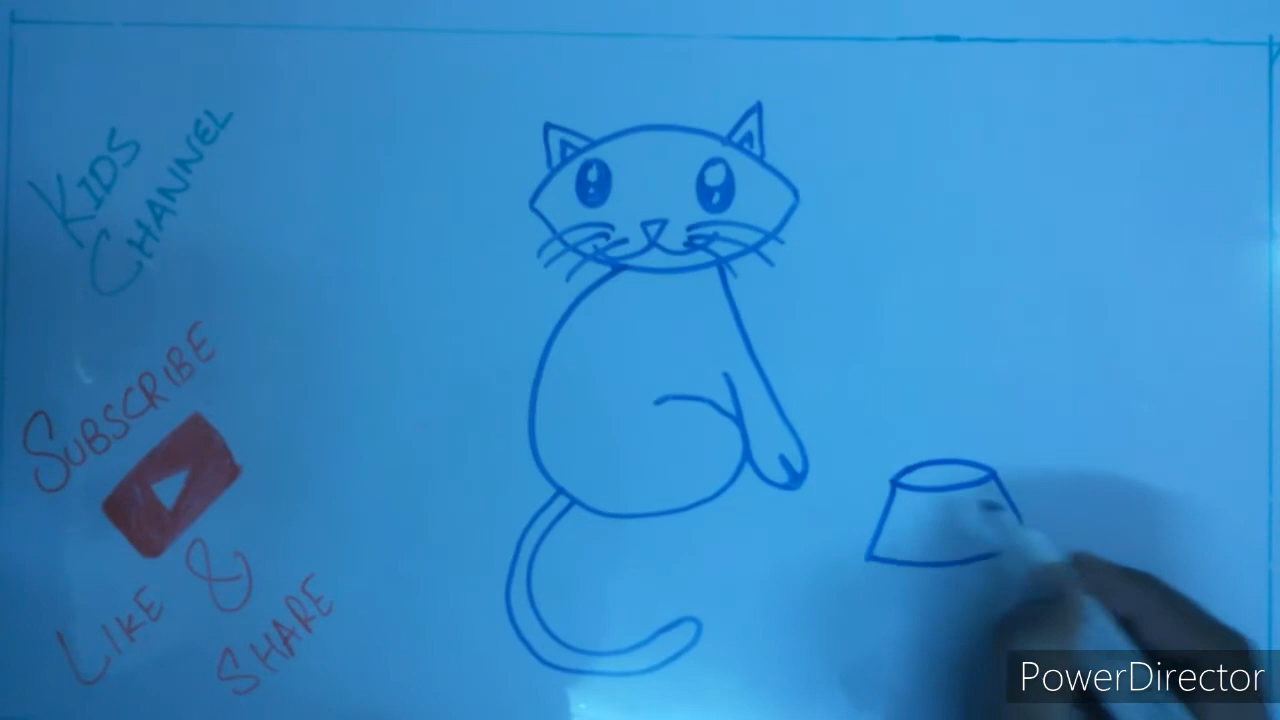 KIDS
CHANNEL
SUBSCRIBE
LIKE &
SHARE
PowerDirector